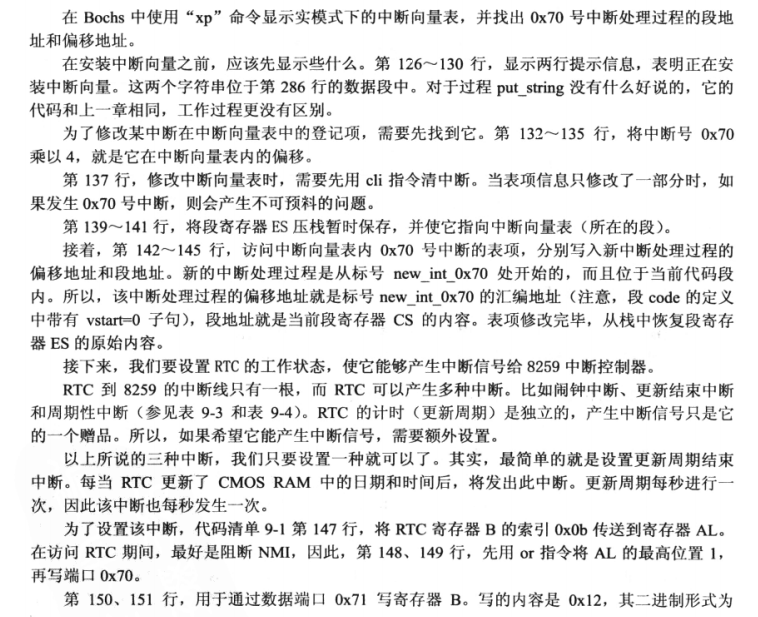 在 Bochs 中使用“xp”命令显示实模式下的中断向量表，并找出 0x70 号中断处理过程的段地
址和偏移地址。
在安装中断向量之前，应该先显示些什么。第 126～130 行，显示两行提示信息，表明正在安
装中断向量。这两个字符串位于第 286 行的数据段中。对于过程 put_string 没有什么好说的，它的
代码和上一章相同，工作过程更没有区别。
为了修改某中断在中断向量表中的登记项，需要先找到它。第 132～135 行，将中断号 0x70
乘以 4，就是它在中断向量表内的偏移。
第 137 行，修改中断向量表时，需要先用 cli 指令清中断。当表项信息只修改了一部分时，如
果发生 0x70 号中断，则会产生不可预料的问题。
第 139～141 行，将段寄存器 ES 压栈暂时保存，并使它指向中断向量表（所在的段）。
接着，第 142～145 行，访问中断向量表内 0x70 号中断的表项，分别写入新中断处理过程的
偏移地址和段地址。新的中断处理过程是从标号 new_int_0x70 处开始的，而且位于当前代码段
内。所以，该中断处理过程的偏移地址就是标号 new_int_0x70 的汇编地址（注意，段 code 的定义
中带有 vstart=0 子句），段地址就是当前段寄存器 CS 的内容。表项修改完毕，从栈中恢复段寄存
器 ES 的原始内容。
接下来，我们要设置 RTC 的工作状态，使它能够产生中断信号给 8259 中断控制器。
RTC 到 8259 的中断线只有一根，而 RTC 可以产生多种中断。比如闹钟中断、更新结束中断
和周期性中断（参见表 9-3 和表 9-4）。RTC 的计时（更新周期）是独立的，产生中断信号只是它
的一个赠品。所以，如果希望它能产生中断信号，需要额外设置。
以上所说的三种中断，我们只要设置一种就可以了。其实，最简单的就是设置更新周期结束
中断。每当 RTC 更新了 CMOS RAM 中的日期和时间后，将发出此中断。更新周期每秒进行一
次，因此该中断也每秒发生一次。
为了设置该中断，代码清单 9-1 第 147 行，将 RTC 寄存器 B 的索引 0x0b 传送到寄存器 AL。
在访问 RTC 期间，最好是阻断 NMI，因此，第 148、149 行，先用 or 指令将 AL 的最高位置 1，
再写端口 0x70。
第 150、151 行，用于通过数据端口 0x71 写寄存器 B。写的内容是 0x12，其二进制形式为